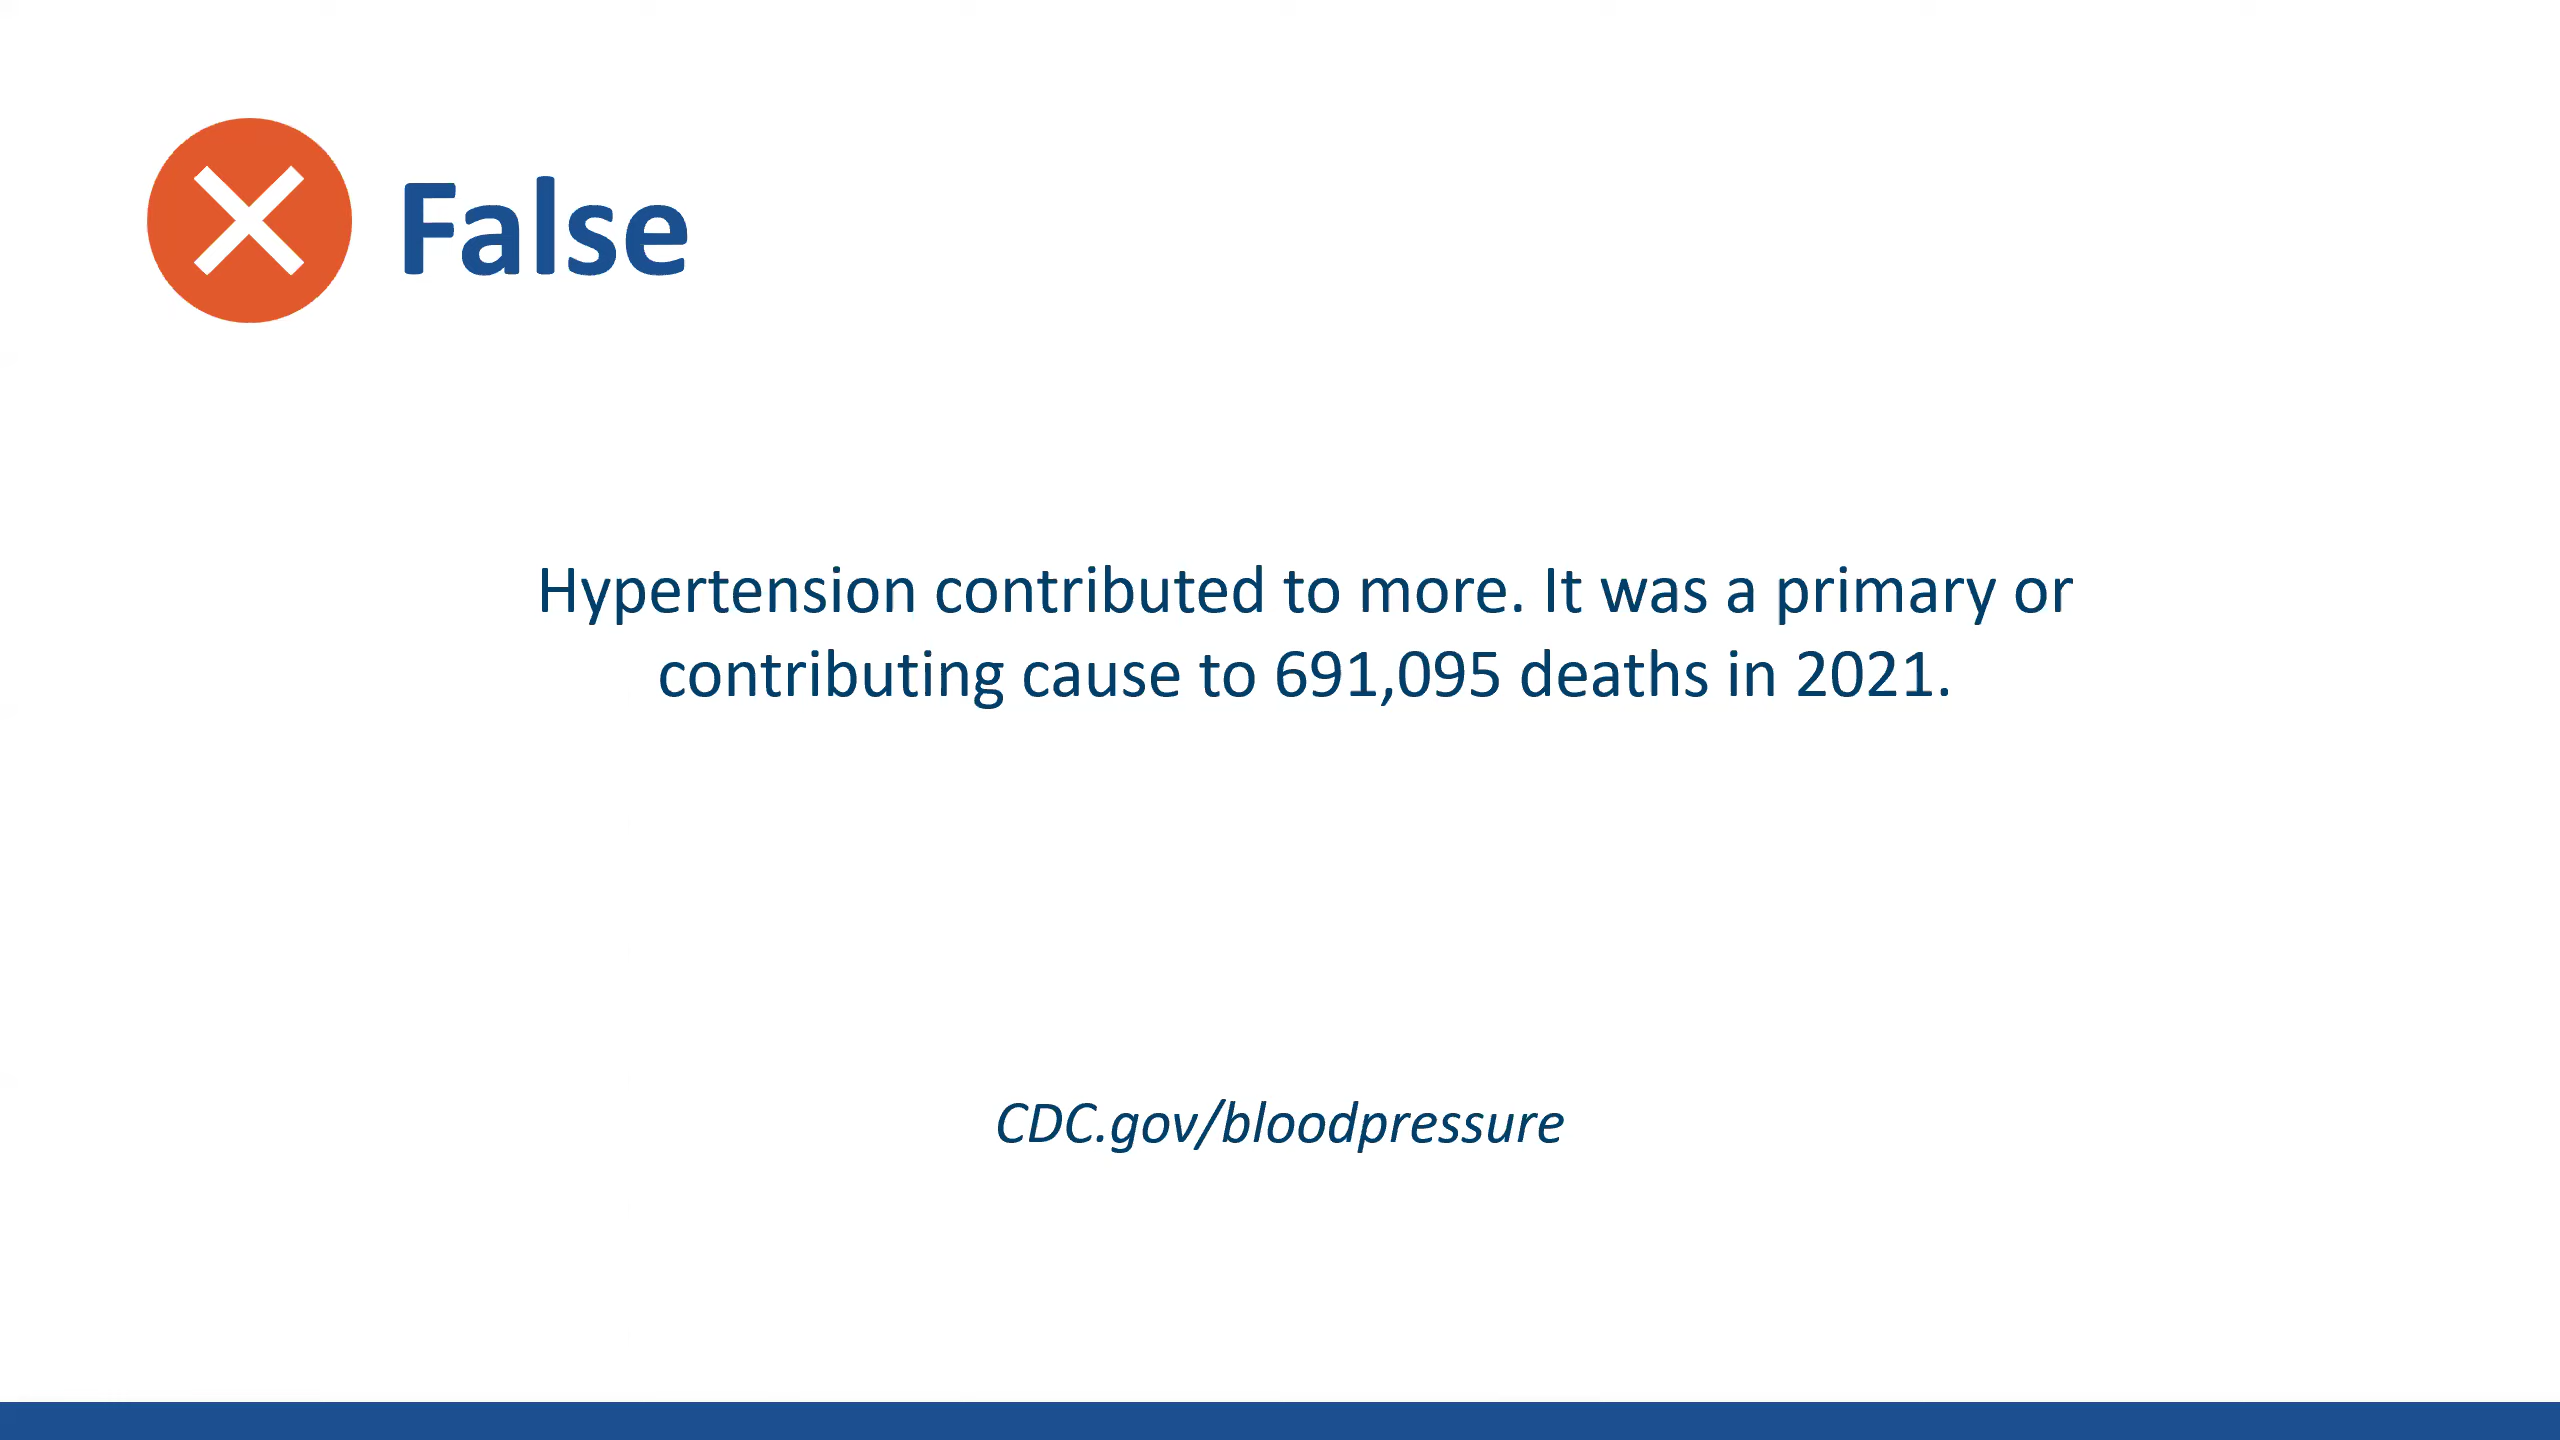 False
Hypertension contributed to more. It was a primary or
contributing cause to 691,095 deaths in 2021.
CDC.gov/bloodpressure